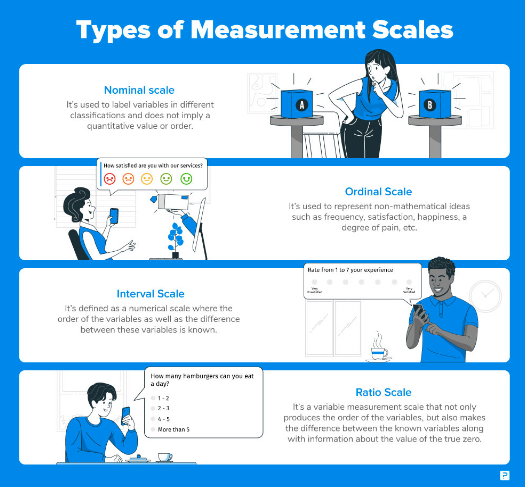 Types of Measurement Scales
Nominal scale
It's used to label variables in different
classifications and does not imply a
quantitative value or order.
A
B
How satisfied are you with our services?
Ordinal Scale
It's used to represent non-mathematical ideas
such as frequency, satisfaction, happiness, a
degree of pain, etc.
Interval Scale
It's defined as a numerical scale where the
order of the variables as well as the difference
between these variables is known.
Rate from 1 to 7 your experience
Very
Very
Satisfied
How many hamburgers can you eat
a day?
1 - 2
2 - 3
4 - 5
More than 5
Ratio Scale
It's a variable measurement scale that not only
produces the order of the variables, but also makes
the difference between the known variables along
with information about the value of the true zero.
P